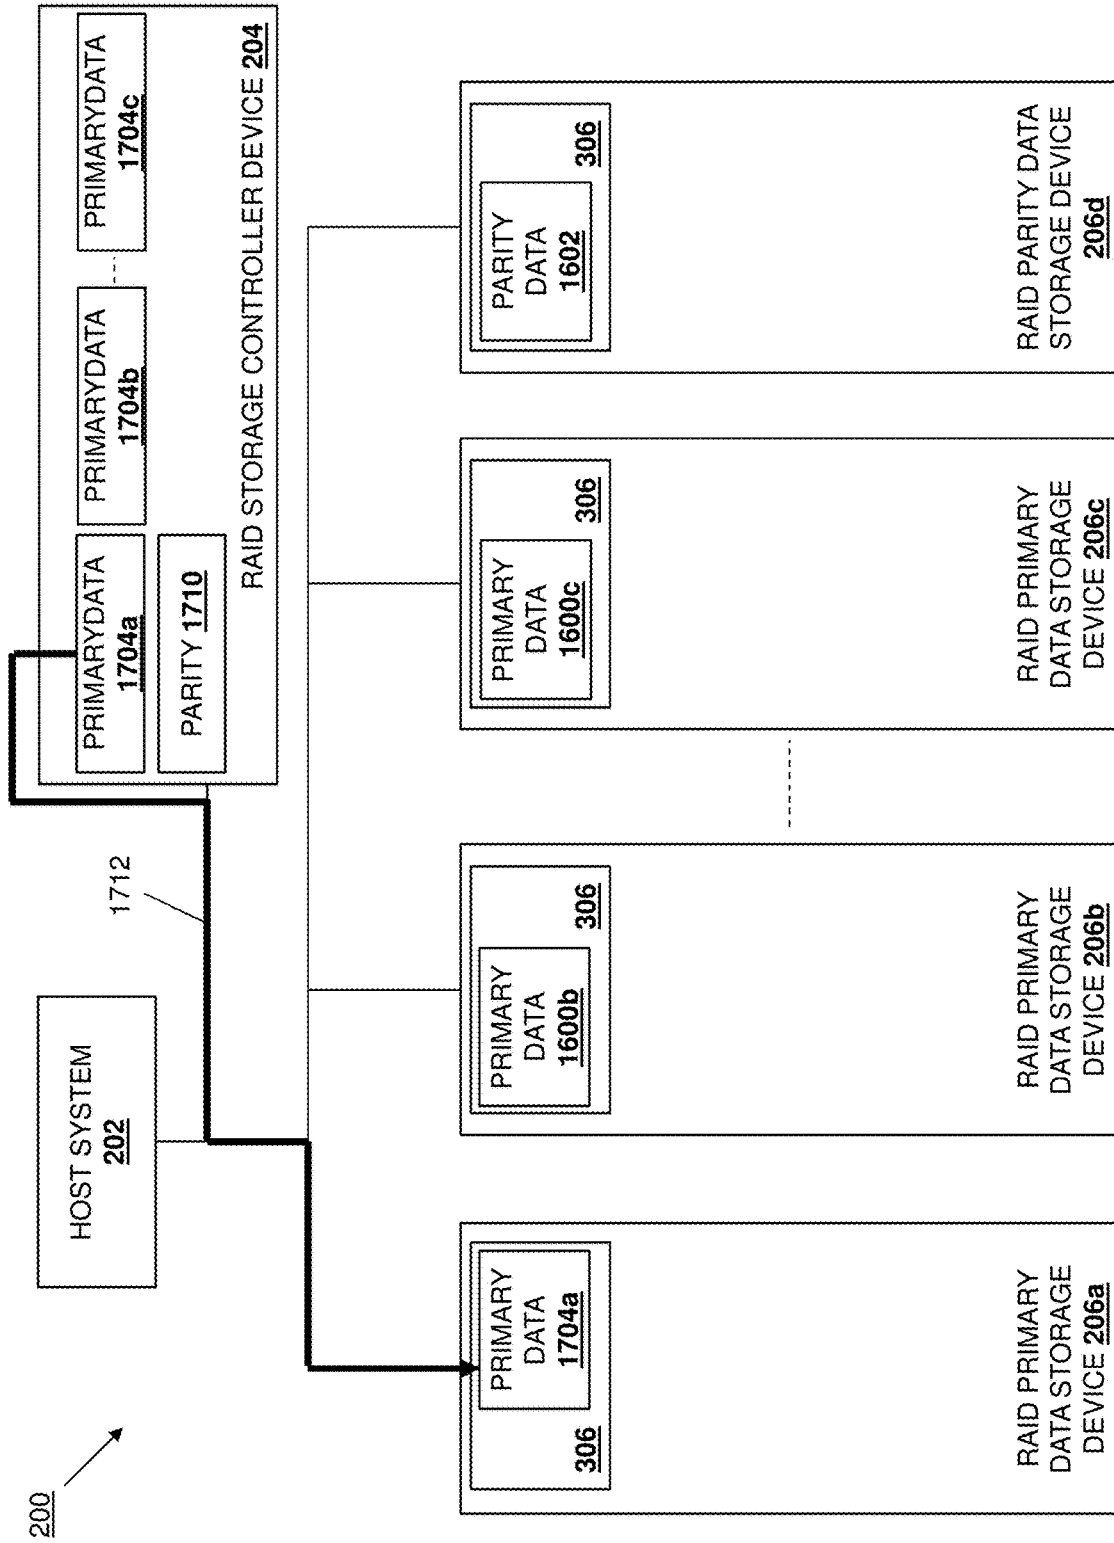 200
HOST SYSTEM
202
1712
PRIMARYDATA
1704a
PRIMARYDATA
1704b
PRIMARYDATA
1704c
PARITY 1710
RAID STORAGE CONTROLLER DEVICE 204
PRIMARY
DATA
1704a
306
RAID PRIMARY
DATA STORAGE
DEVICE 206a
PRIMARY
DATA
1600b
306
RAID PRIMARY
DATA STORAGE
DEVICE 206b
PRIMARY
DATA
1600c
306
RAID PRIMARY
DATA STORAGE
DEVICE 206c
PARITY
DATA
1602
306
RAID PARITY DATA
STORAGE DEVICE
206d